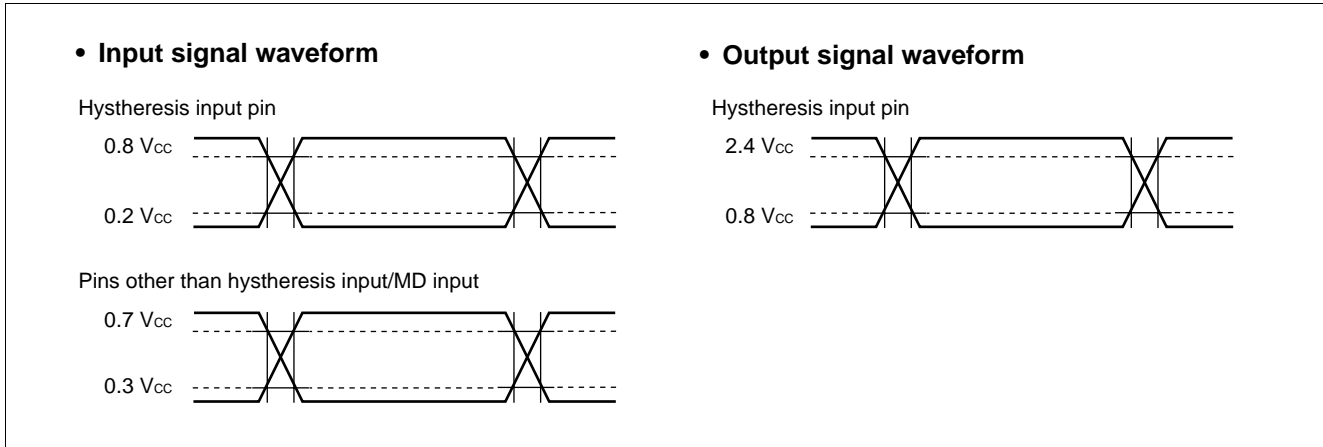 • Input signal waveform
Hystheresis input pin
0.8 Vcc
0.2 Vcc
Pins other than hystheresis input/MD input
0.7 Vcc
0.3 Vcc
• Output signal waveform
Hystheresis input pin
2.4 Vcc
0.8 Vcc